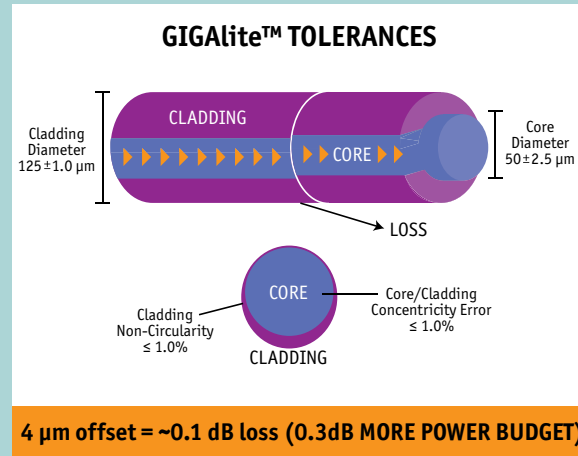 GIGAlite™ TOLERANCES
CLADDING
Cladding
Diameter
125±1.0 µm
CORE
Core
Diameter
50±2.5 µm
LOSS
CORE
Cladding
Non-Circularity
≤ 1.0%
Core/Cladding
Concentricity Error
≤ 1.0%
CLADDING
4 µm offset = ~0.1 dB loss (0.3dB MORE POWER BUDGET)